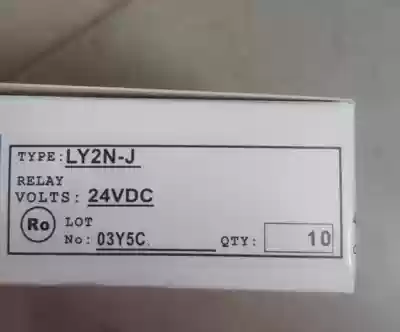 TYPE: LY2N-J
RELAY
VOLTS: 24VDC
Ro LOT
No: 03Y5C QTY: 10